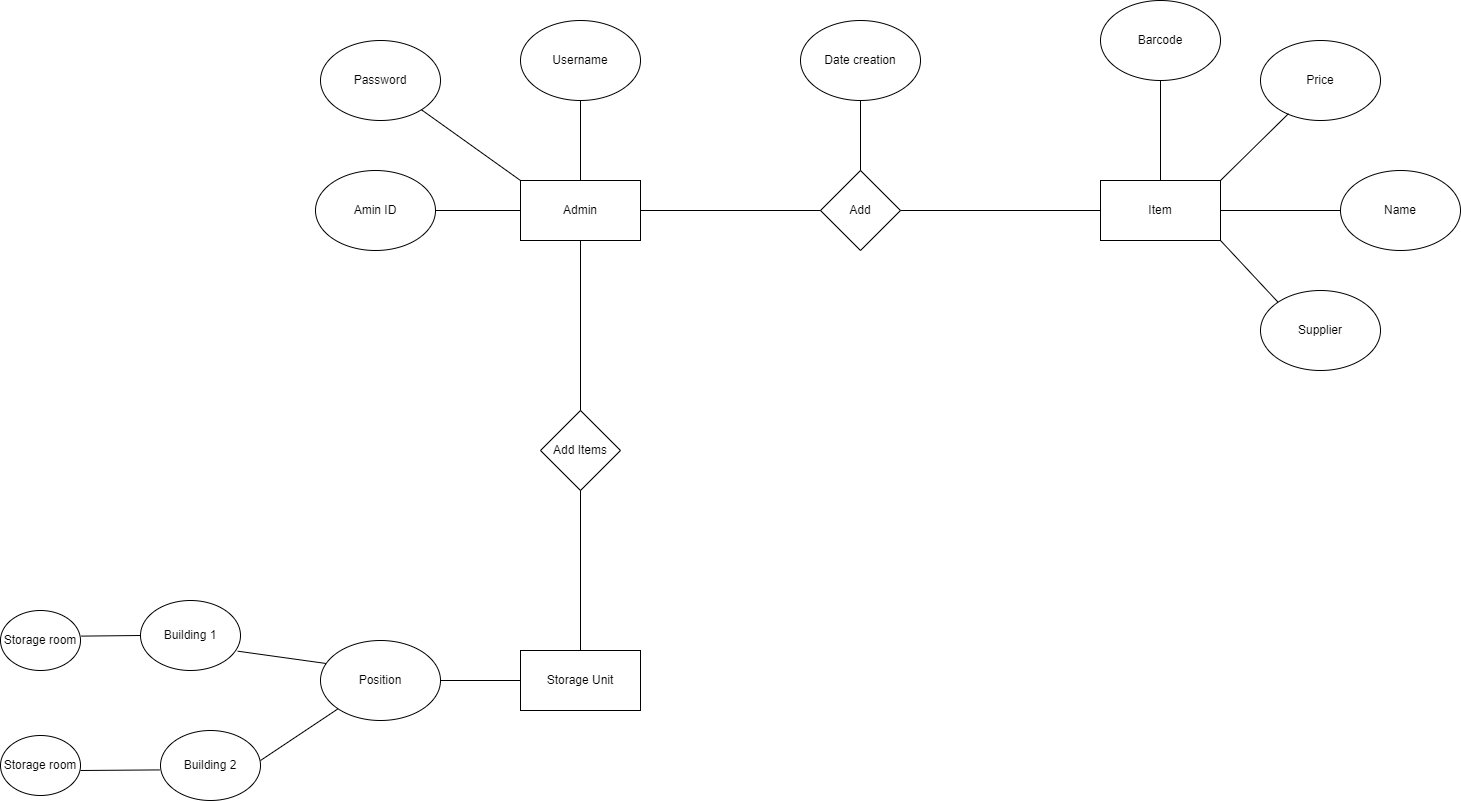 Barcode
Username
Date creation
Password
Price
Amin ID
Admin
Add
Item
Name
Supplier
Add Items
Building 1
Storage room
Position
Storage Unit
Storage room
Building 2